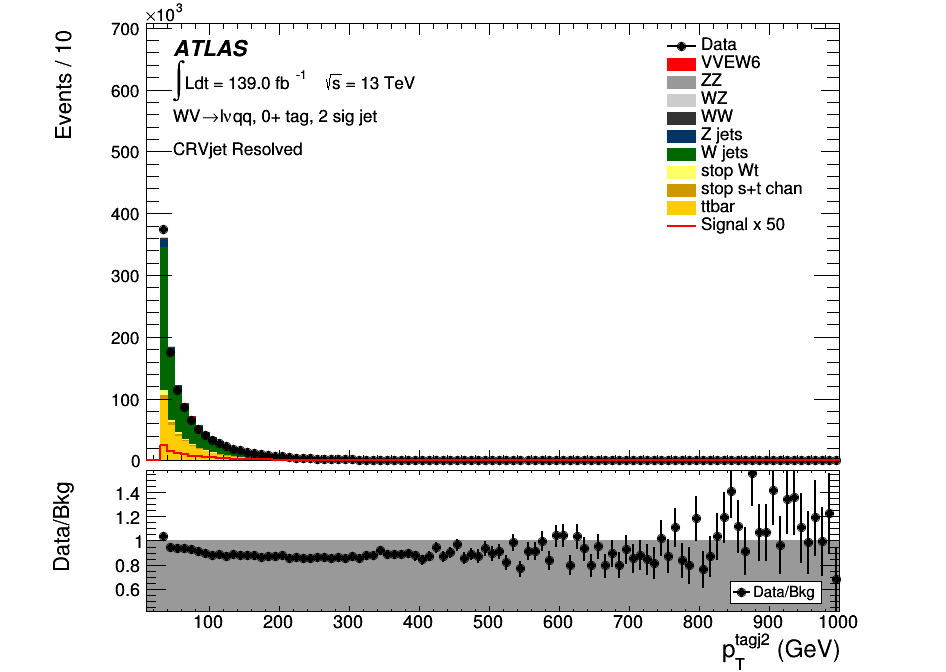 ×10³
700
600
500
400
300
200
100
0
Events / 10
ATLAS
∫Ldt = 139.0 fb⁻¹ √s = 13 TeV
WV→lνqq, 0+ tag, 2 sig jet
CRVjet Resolved
Data
VVEW6
ZZ
WZ
WW
Z jets
W jets
stop Wt
stop s+t chan
ttbar
Signal x 50
1.4
1.2
1
0.8
0.6
Data/Bkg
Data/Bkg
100 200 300 400 500 600 700 800 900 1000
p_T^tagj2 (GeV)